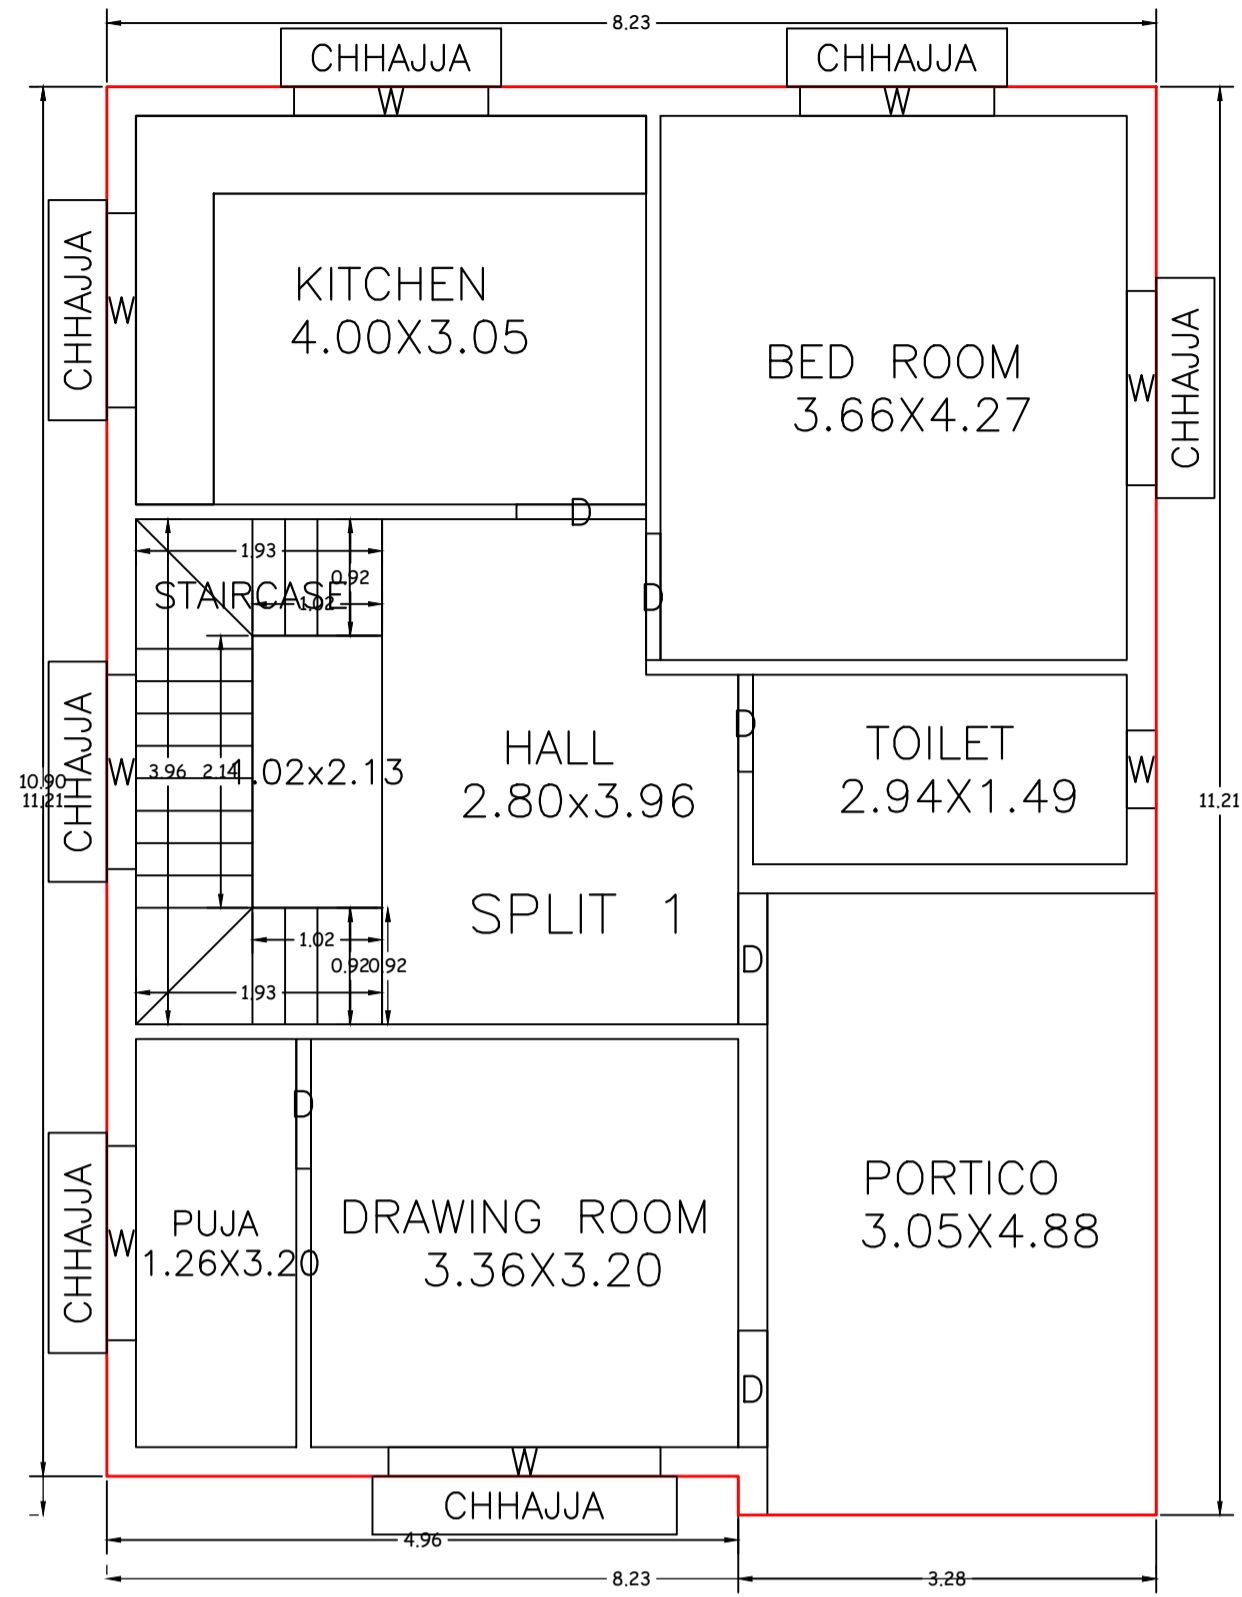 8.23
CHHAJJA
CHHAJJA
W
W
CHHAJJA
W
KITCHEN
4.00X3.05
BED ROOM
3.66X4.27
W
CHHAJJA
D
1.93
0.92
STAIRCASE
1.02
D
CHHAJJA
W
3.96
2.14
1.02x2.13
HALL
2.80x3.96
D
TOILET
2.94X1.49
W
10.90
11.21
11.21
SPLIT 1
1.02
0.92
0.92
D
1.93
D
CHHAJJA
W
PUJA
1.26X3.20
DRAWING ROOM
3.36X3.20
PORTICO
3.05X4.88
D
W
CHHAJJA
4.96
8.23
3.28